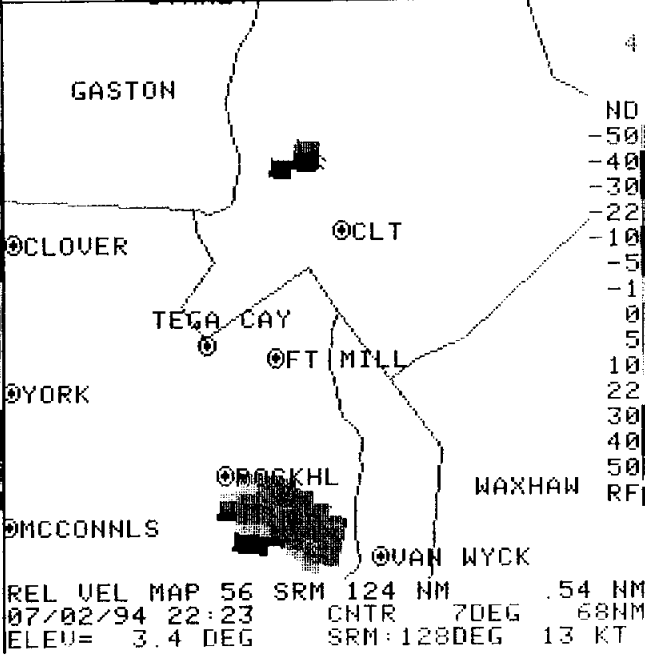 4
GASTON
ND
-50
-40
-30
-22
-10
-5
-1
0
5
10
22
30
40
50
RF
CLT
CLOVER
TEGA CAY
FT MILL
YORK
ROCKHL
WAXHAW
MCCONNLS
VAN WYCK
REL VEL MAP 56 SRM 124 NM .54 NM
07/02/94 22:23 CNTR 7DEG 68NM
ELEV= 3.4 DEG SRM:128DEG 13 KT